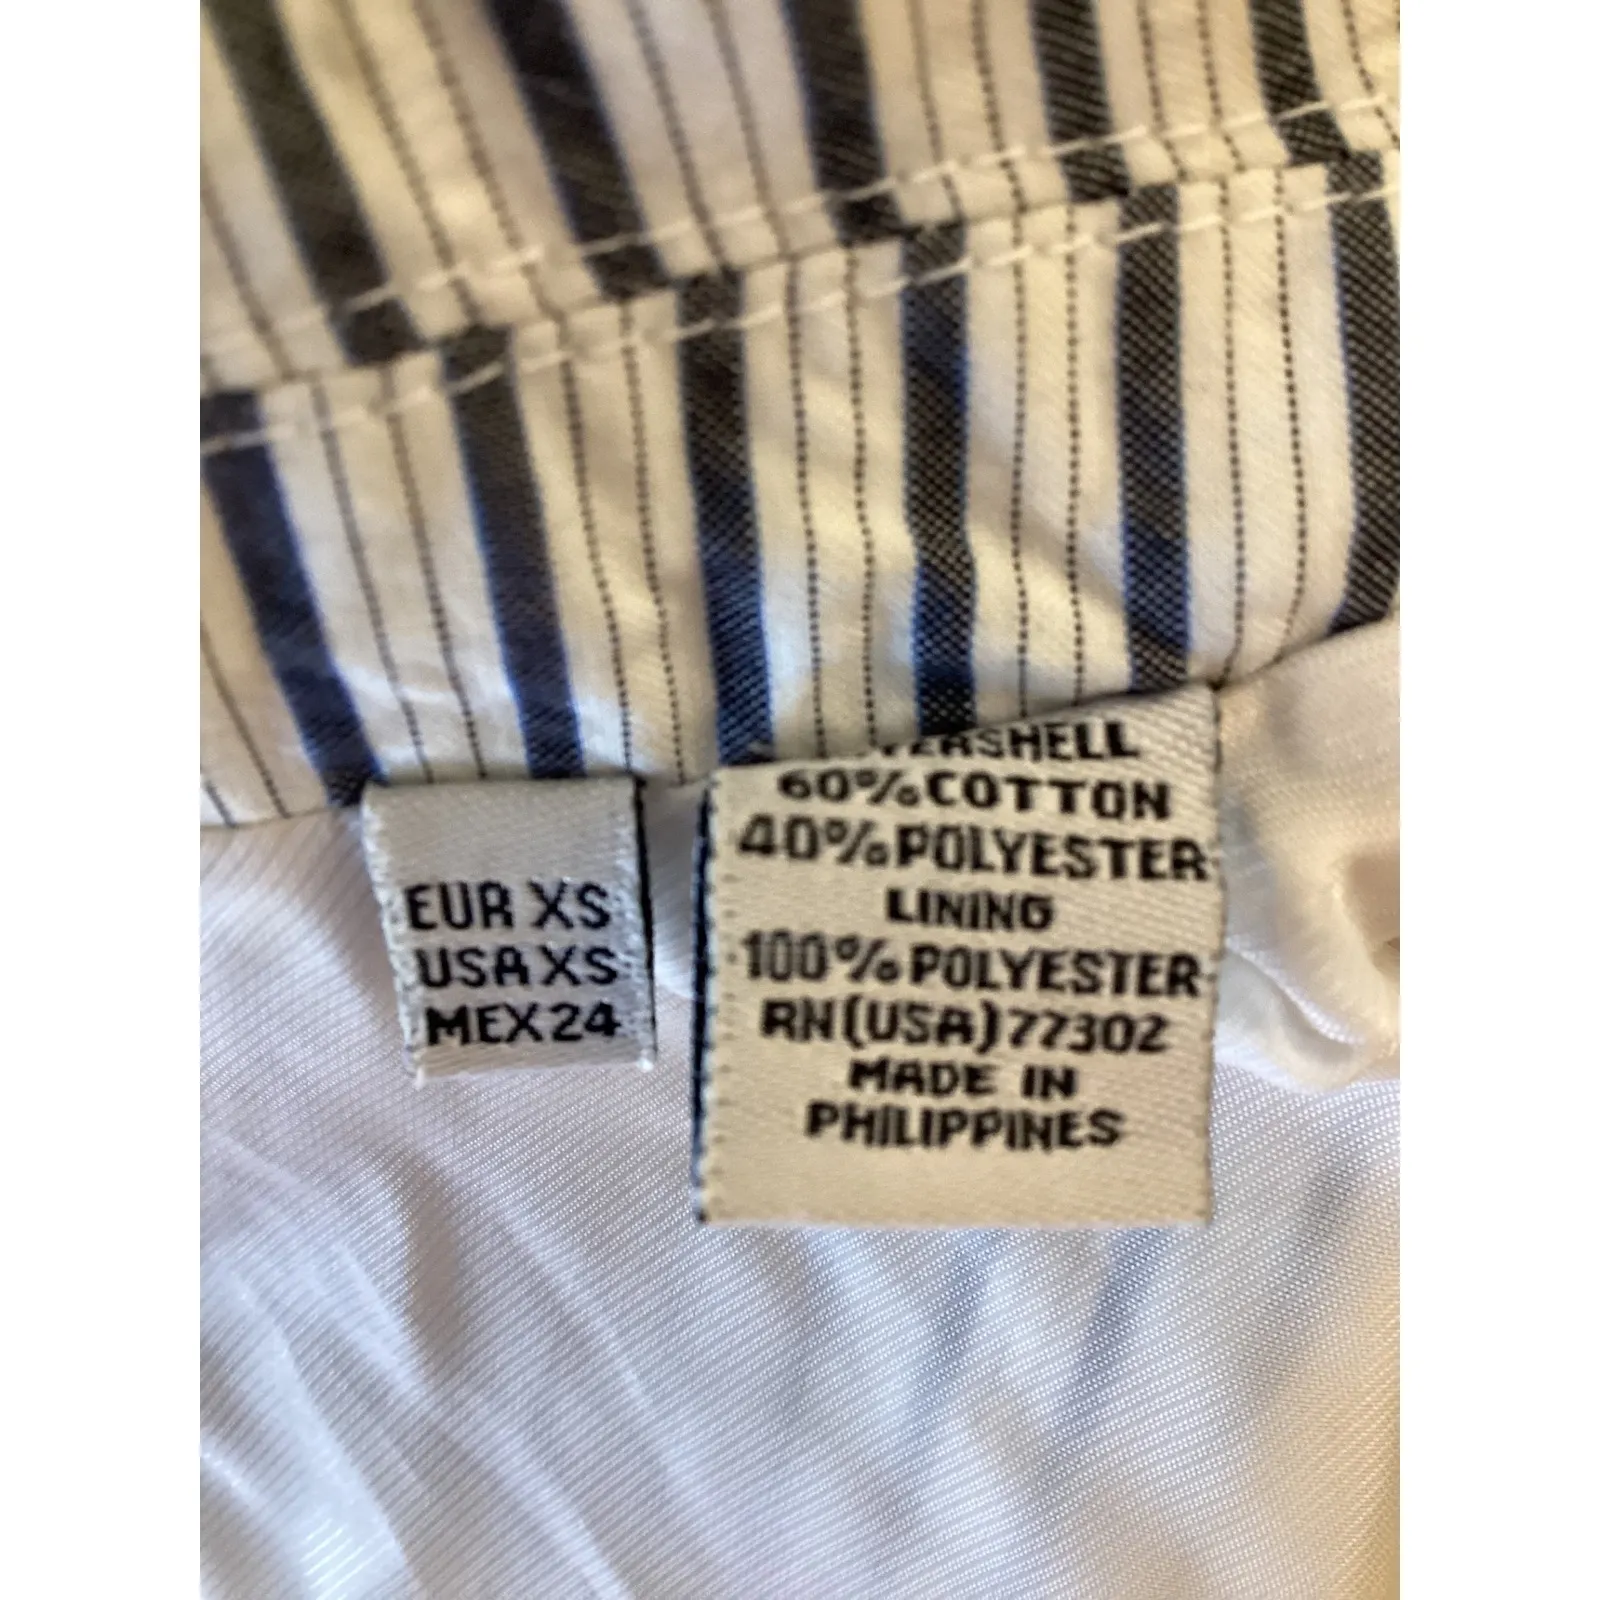 EUR XS
USA XS
MEX 24
60% COTTON
40% POLYESTER
LINING
100% POLYESTER
RN(USA)77302
MADE IN
PHILIPPINES